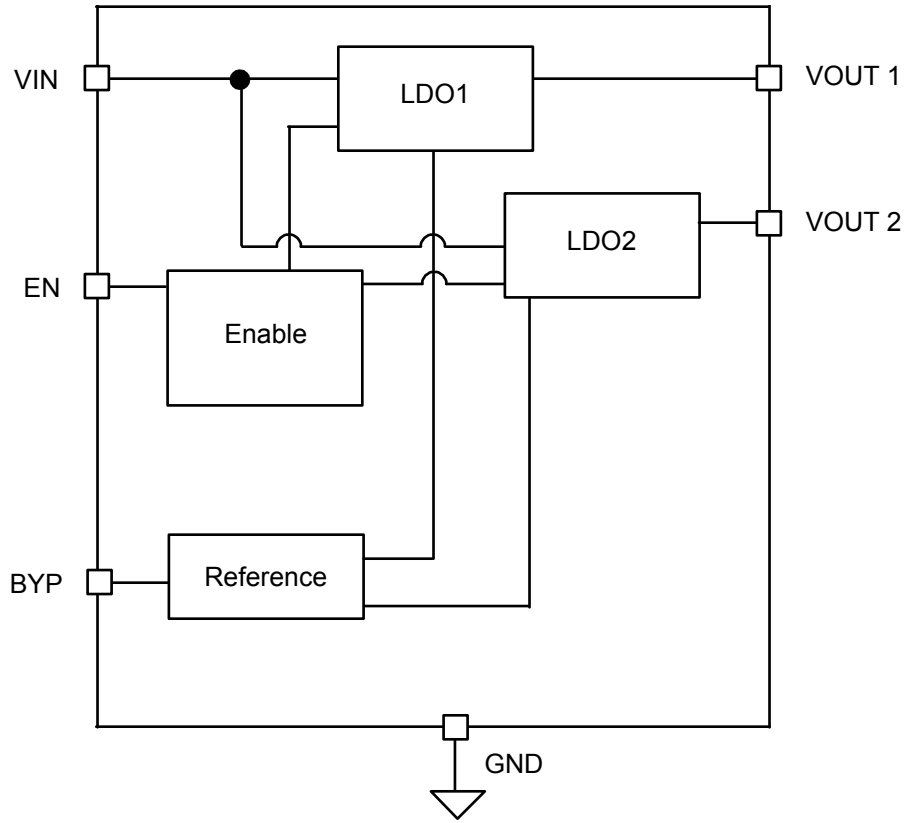 VIN
LDO1
VOUT 1
LDO2
VOUT 2
EN
Enable
BYP
Reference
GND